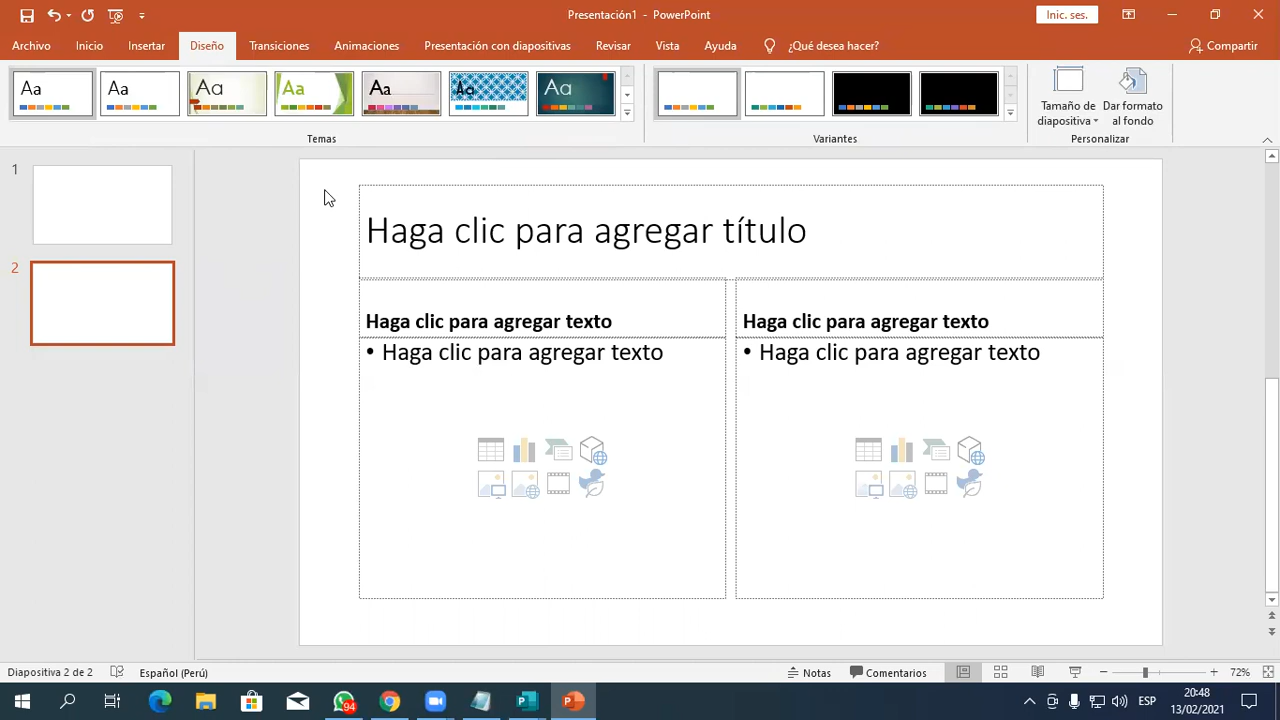 Presentación1 - PowerPoint
Inic. ses.
Archivo
Inicio
Insertar
Diseño
Transiciones
Animaciones
Presentación con diapositivas
Revisar
Vista
Ayuda
¿Qué desea hacer?
Compartir
Aa
Aa
Aa
Aa
Aa
Aa
Aa
Tamaño de
diapositiva
Dar formato
al fondo
Temas
Variantes
Personalizar
1
2
Haga clic para agregar título
Haga clic para agregar texto
Haga clic para agregar texto
• Haga clic para agregar texto
• Haga clic para agregar texto
Diapositiva 2 de 2
Español (Perú)
Notas
Comentarios
72%
94
ESP
20:48
13/02/2021